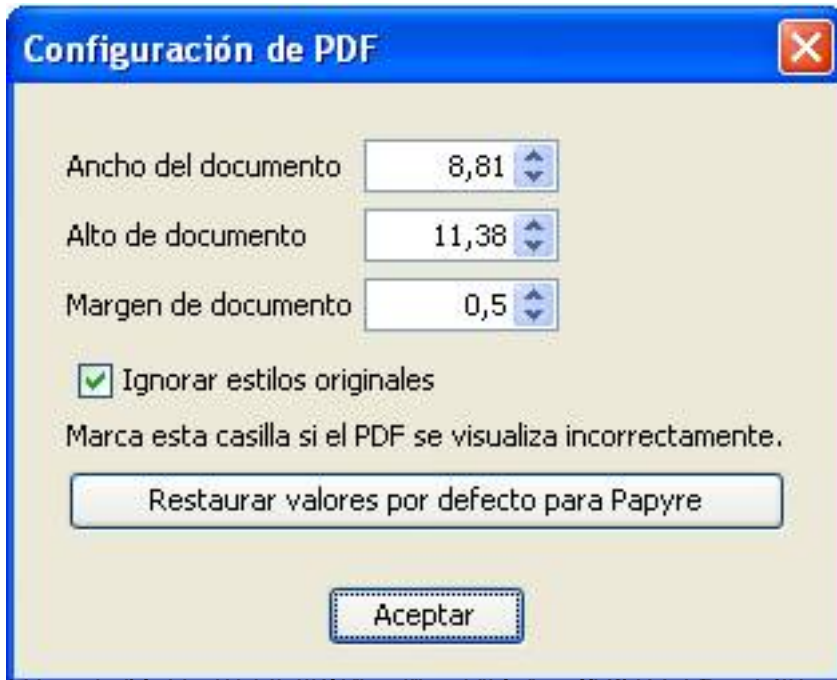 Configuración de PDF
Ancho del documento 8,81
Alto de documento 11,38
Margen de documento 0,5
Ignorar estilos originales
Marca esta casilla si el PDF se visualiza incorrectamente.
Restaurar valores por defecto para Papyre
Aceptar